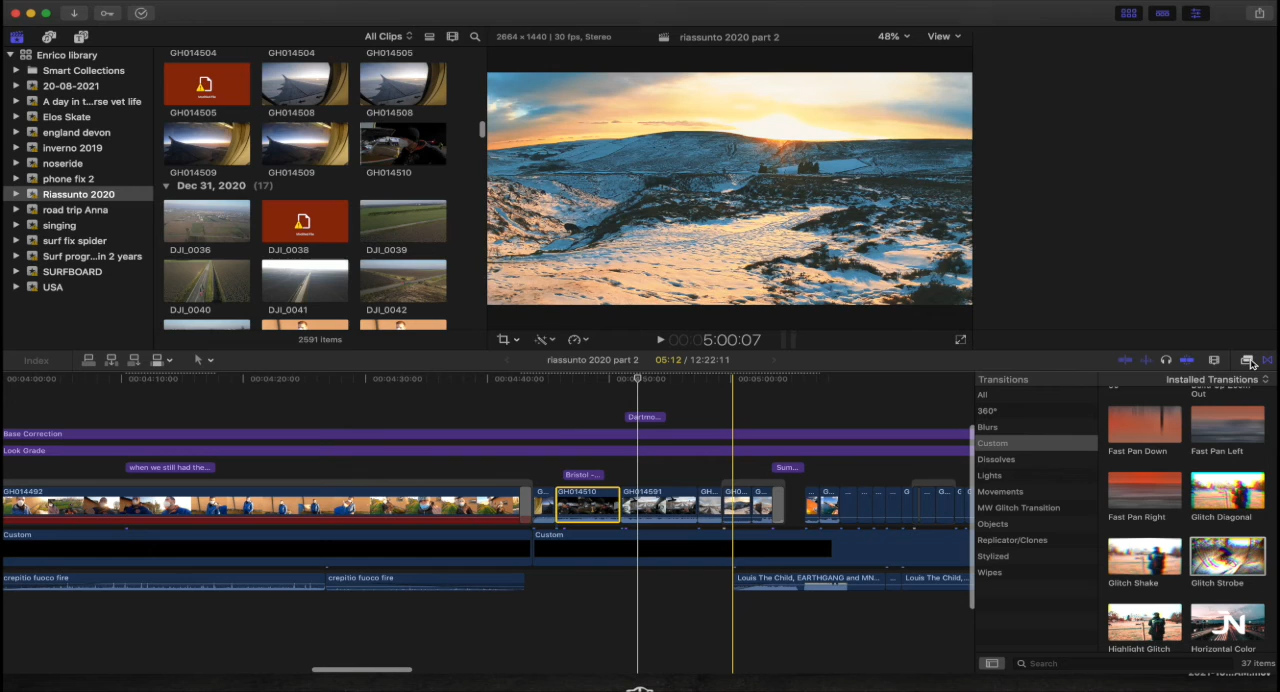 All Clips
2664 × 1440 | 30 fps, Stereo
riassunto 2020 part 2
48%
View
Enrico library
Smart Collections
20-08-2021
A day in t...rse vet life
Elos Skate
england devon
inverno 2019
noseride
phone fix 2
Riassunto 2020
road trip Anna
singing
surf fix spider
Surf progr...in 2 years
SURFBOARD
USA
GH014504
GH014504
GH014505
GH014505
GH014508
GH014508
GH014509
GH014509
GH014510
Dec 31, 2020 (17)
DJI_0036
DJI_0038
DJI_0039
DJI_0040
DJI_0041
DJI_0042
2591 items
00:00:05:00:07
Index
riassunto 2020 part 2
05:12 / 12:22:11
00:04:00:00
00:04:10:00
00:04:20:00
00:04:30:00
00:04:40:00
00:05:00:00
Dartmo...
Base Correction
Look Grade
when we still had the...
Bristol -...
Sum...
GH014492
G...
GH014510
GH014591
GH...
GH0...
G...
...
G...
...
...
...
...
G
...
G...
G
G...
Custom
Custom
crepitio fuoco fire
crepitio fuoco fire
Louis The Child, EARTHGANG and MN...
...
Louis The Child,...
Transitions
Installed Transitions
All
360°
Blurs
Custom
Dissolves
Lights
Movements
MW Glitch Transition
Objects
Replicator/Clones
Stylized
Wipes
Out
Fast Pan Down
Fast Pan Left
Fast Pan Right
Glitch Diagonal
Glitch Shake
Glitch Strobe
JN
Highlight Glitch
Horizontal Color
Search
37 items